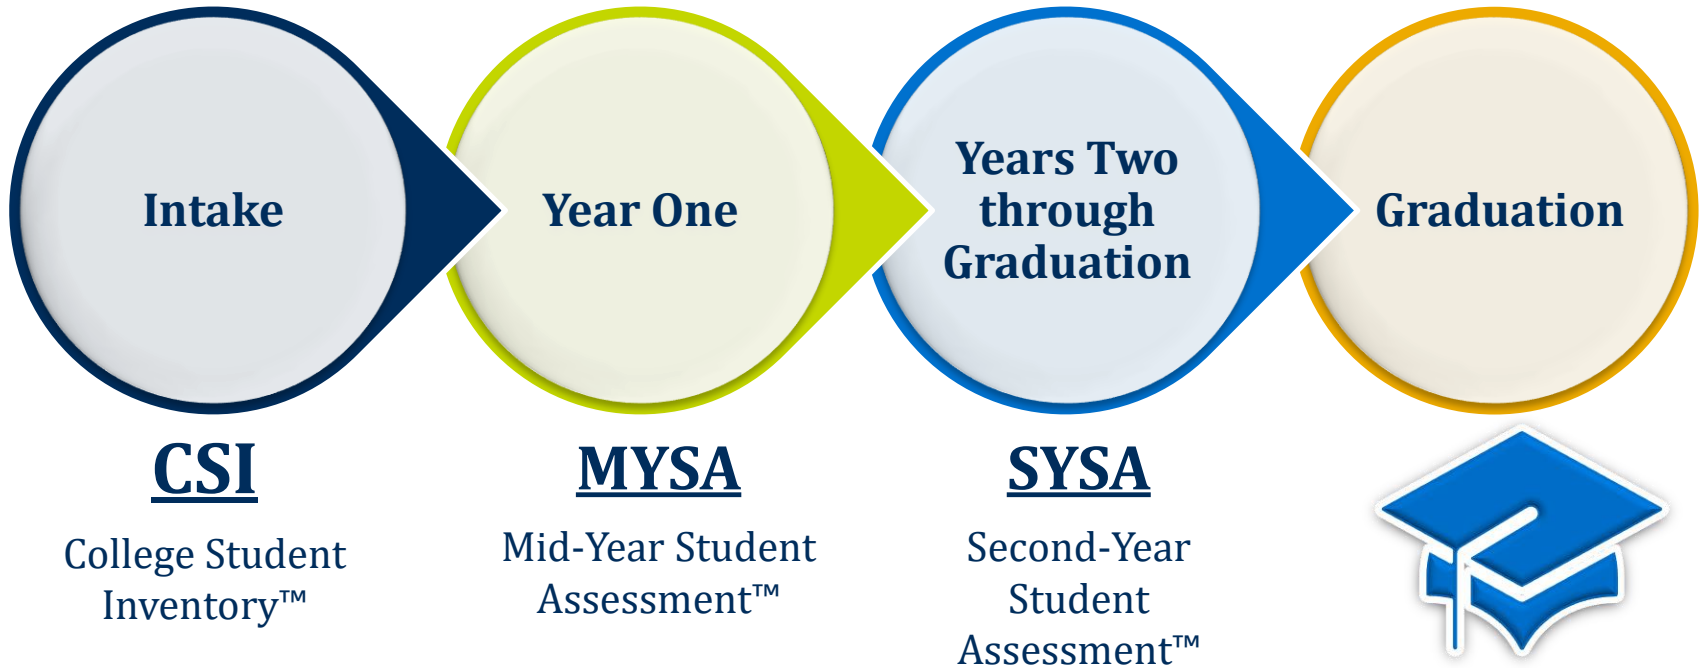 Intake
Year One
Years Two
through
Graduation
Graduation
CSI
College Student
Inventory™
MYSA
Mid-Year Student
Assessment™
SYSA
Second-Year
Student
Assessment™